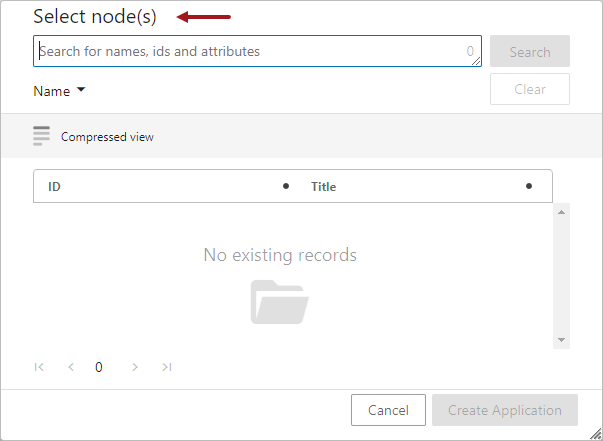 Select node(s)
Search for names, ids and attributes 0 Search
Name Clear
Compressed view
ID Title
No existing records
0
Cancel Create Application